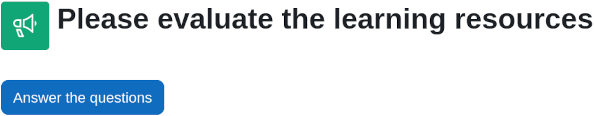 Please evaluate the learning resources
Answer the questions